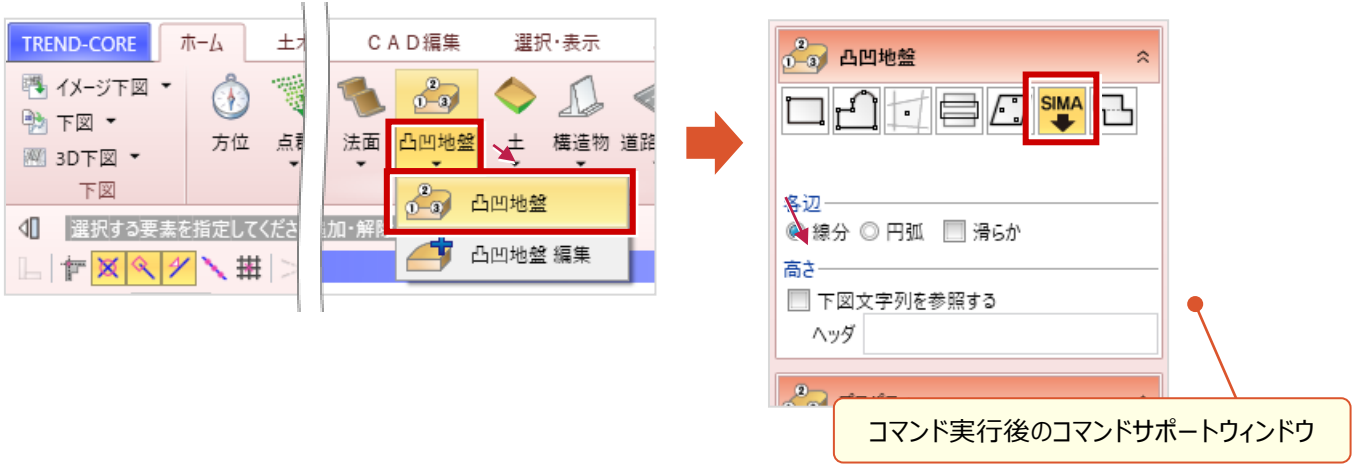 TREND-CORE
ホーム
土木
CAD編集
選択・表示
イメージ下図
下図
3D下図
下図
方位
点群
法面
凸凹地盤
土
構造物
道路
凸凹地盤
凸凹地盤 編集
選択する要素を指定してくださ
加・解除
凸凹地盤
SIMA
各辺
線分
円弧
滑らか
高さ
下図文字列を参照する
ヘッダ
コマンド実行後のコマンドサポートウィンドウ